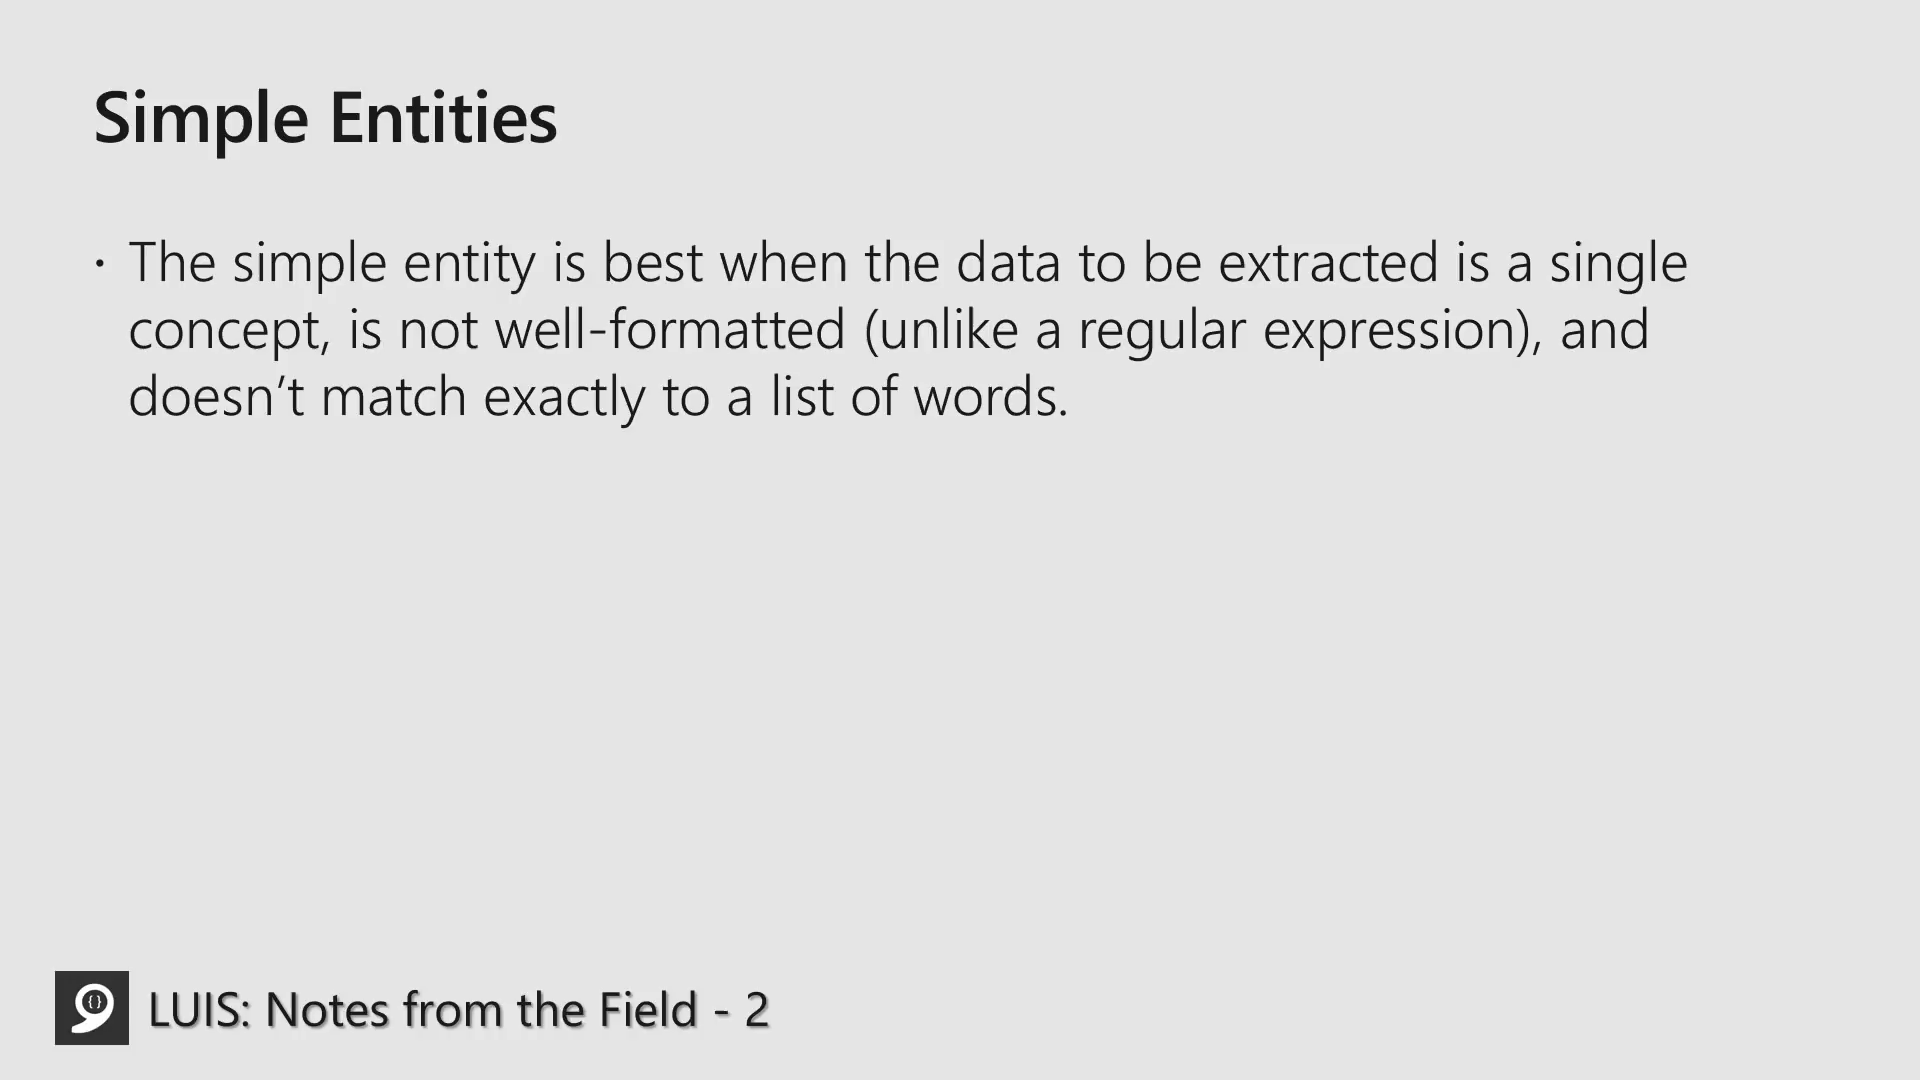 Simple Entities
· The simple entity is best when the data to be extracted is a single
concept, is not well-formatted (unlike a regular expression), and
doesn’t match exactly to a list of words.
{}
LUIS: Notes from the Field - 2